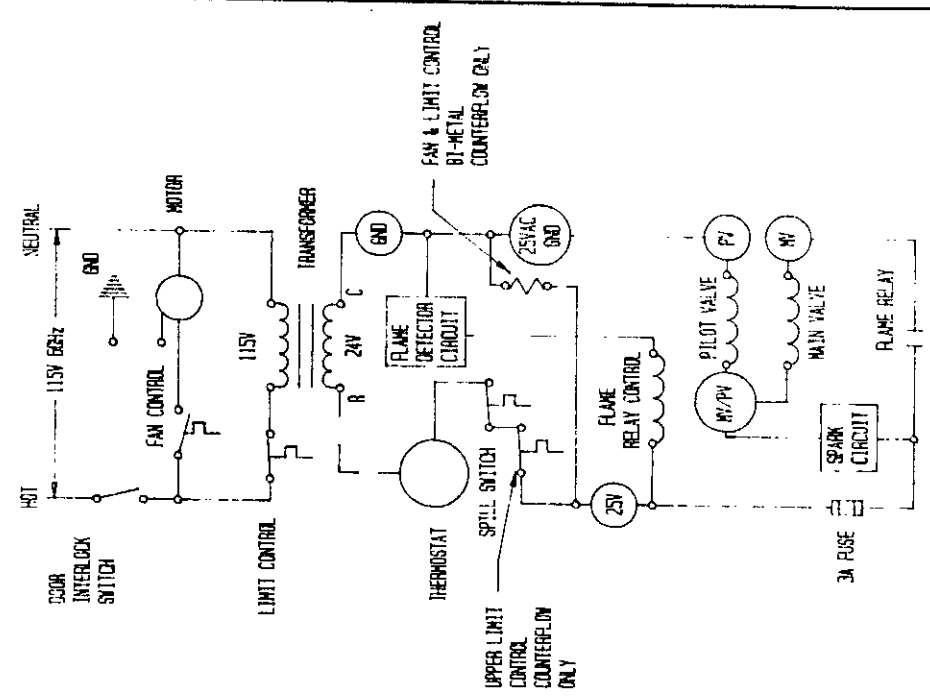 HOT
115V 60Hz
NEUTRAL
GND
DOOR
INTERLOCK
SWITCH
FAN CONTROL
MOTOR
LIMIT CONTROL
115V
TRANSFORMER
24V
R
C
GND
FAN & LIMIT CONTROL
BI-METAL
COUNTERFLOW ONLY
THERMOSTAT
FLAME
DETECTOR
CIRCUIT
25VAC
GND
SPILL SWITCH
UPPER LIMIT
CONTROL
COUNTERFLOW
ONLY
25V
FLAME
RELAY CONTROL
PILOT VALVE
PV
MV/PV
MV
MAIN VALVE
SPARK
CIRCUIT
3A FUSE
FLAME RELAY